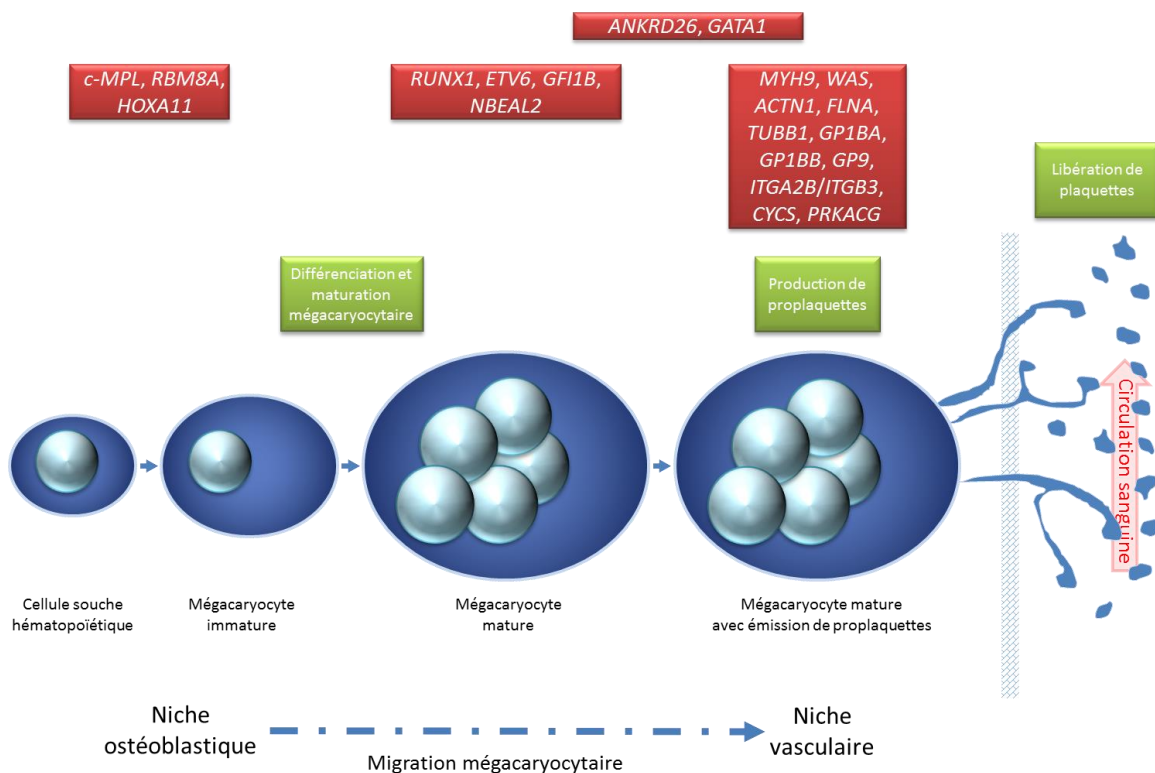 ANKRD26, GATA1
c-MPL, RBM8A,
HOXA11
RUNX1, ETV6, GFI1B,
NBEAL2
MYH9, WAS,
ACTN1, FLNA,
TUBB1, GP1BA,
GP1BB, GP9,
ITGA2B/ITGB3,
CYCS, PRKACG
Libération de
plaquettes
Différenciation et
maturation
mégacaryocytaire
Production de
proplaquettes
Circulation sanguine
Cellule souche
hématopoïétique
Mégacaryocyte
immature
Mégacaryocyte
mature
Mégacaryocyte mature
avec émission de proplaquettes
Niche
ostéoblastique
Migration mégacaryocytaire
Niche
vasculaire